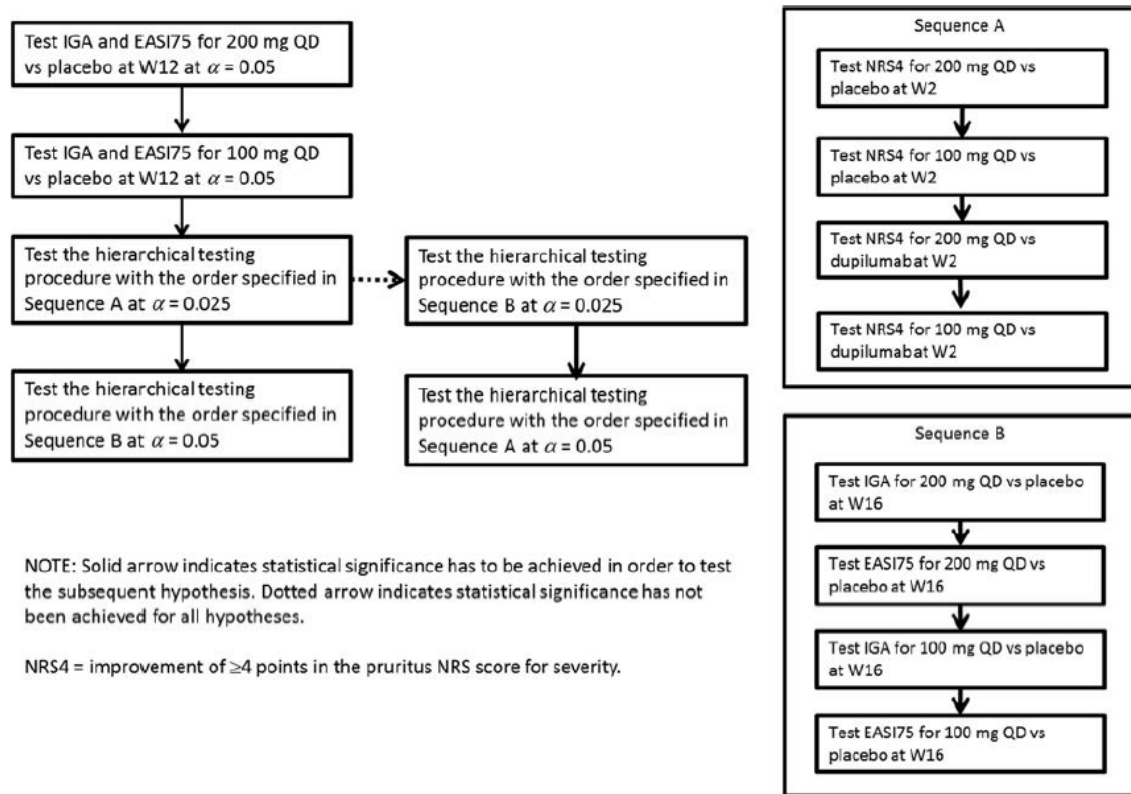 Test IGA and EASI75 for 200 mg QD
vs placebo at W12 at α = 0.05
Test IGA and EASI75 for 100 mg QD
vs placebo at W12 at α = 0.05
Test the hierarchical testing
procedure with the order specified in
Sequence A at α = 0.025
Test the hierarchical testing
procedure with the order specified in
Sequence B at α = 0.025
Test the hierarchical testing
procedure with the order specified in
Sequence B at α = 0.05
Test the hierarchical testing
procedure with the order specified in
Sequence A at α = 0.05
NOTE: Solid arrow indicates statistical significance has to be achieved in order to test
the subsequent hypothesis. Dotted arrow indicates statistical significance has not
been achieved for all hypotheses.
NRS4 = improvement of ≥4 points in the pruritus NRS score for severity.
Sequence A
Test NRS4 for 200 mg QD vs
placebo at W2
Test NRS4 for 100 mg QD vs
placebo at W2
Test NRS4 for 200 mg QD vs
dupilumab at W2
Test NRS4 for 100 mg QD vs
dupilumab at W2
Sequence B
Test IGA for 200 mg QD vs placebo
at W16
Test EASI75 for 200 mg QD vs
placebo at W16
Test IGA for 100 mg QD vs placebo
at W16
Test EASI75 for 100 mg QD vs
placebo at W16